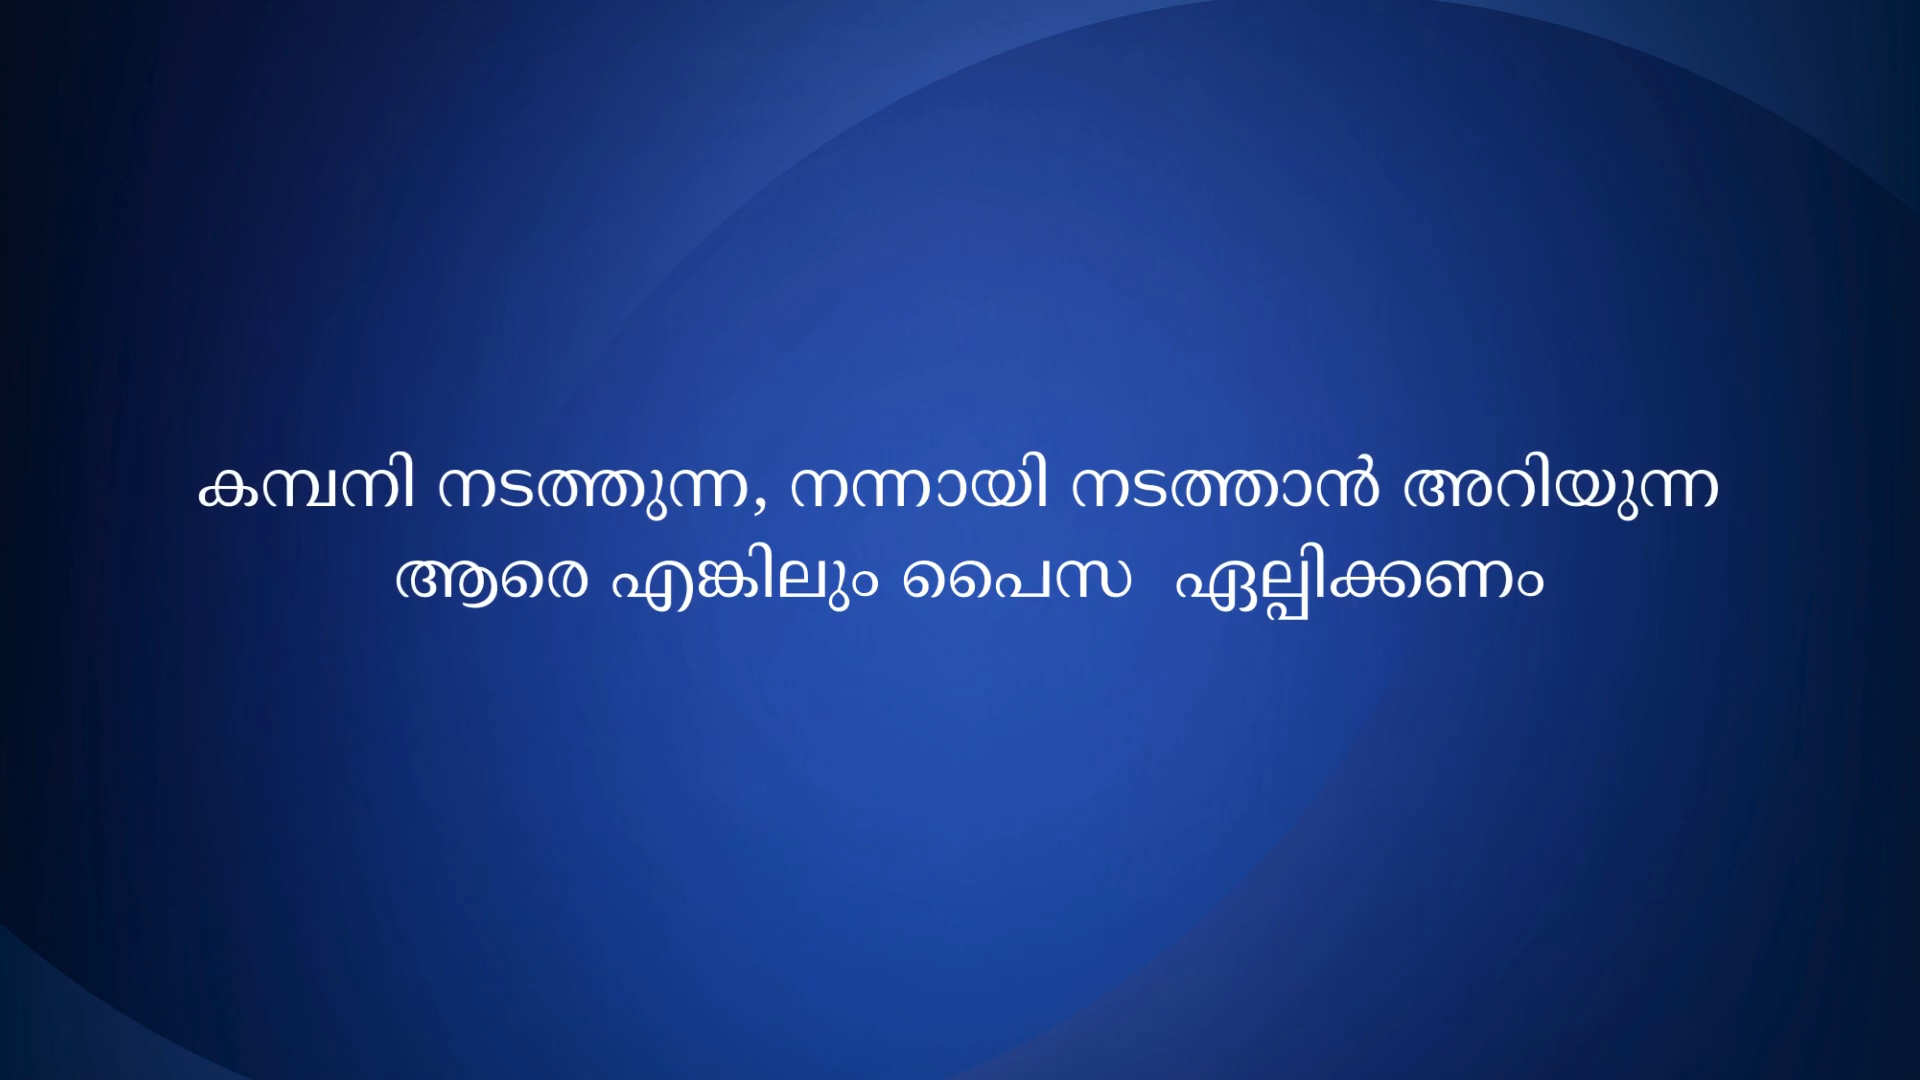 കമ്പനി നടത്തുന്ന, നന്നായി നടത്താൻ അറിയുന്ന
ആരെ എങ്കിലും പൈസ  ഏല്പിക്കണം